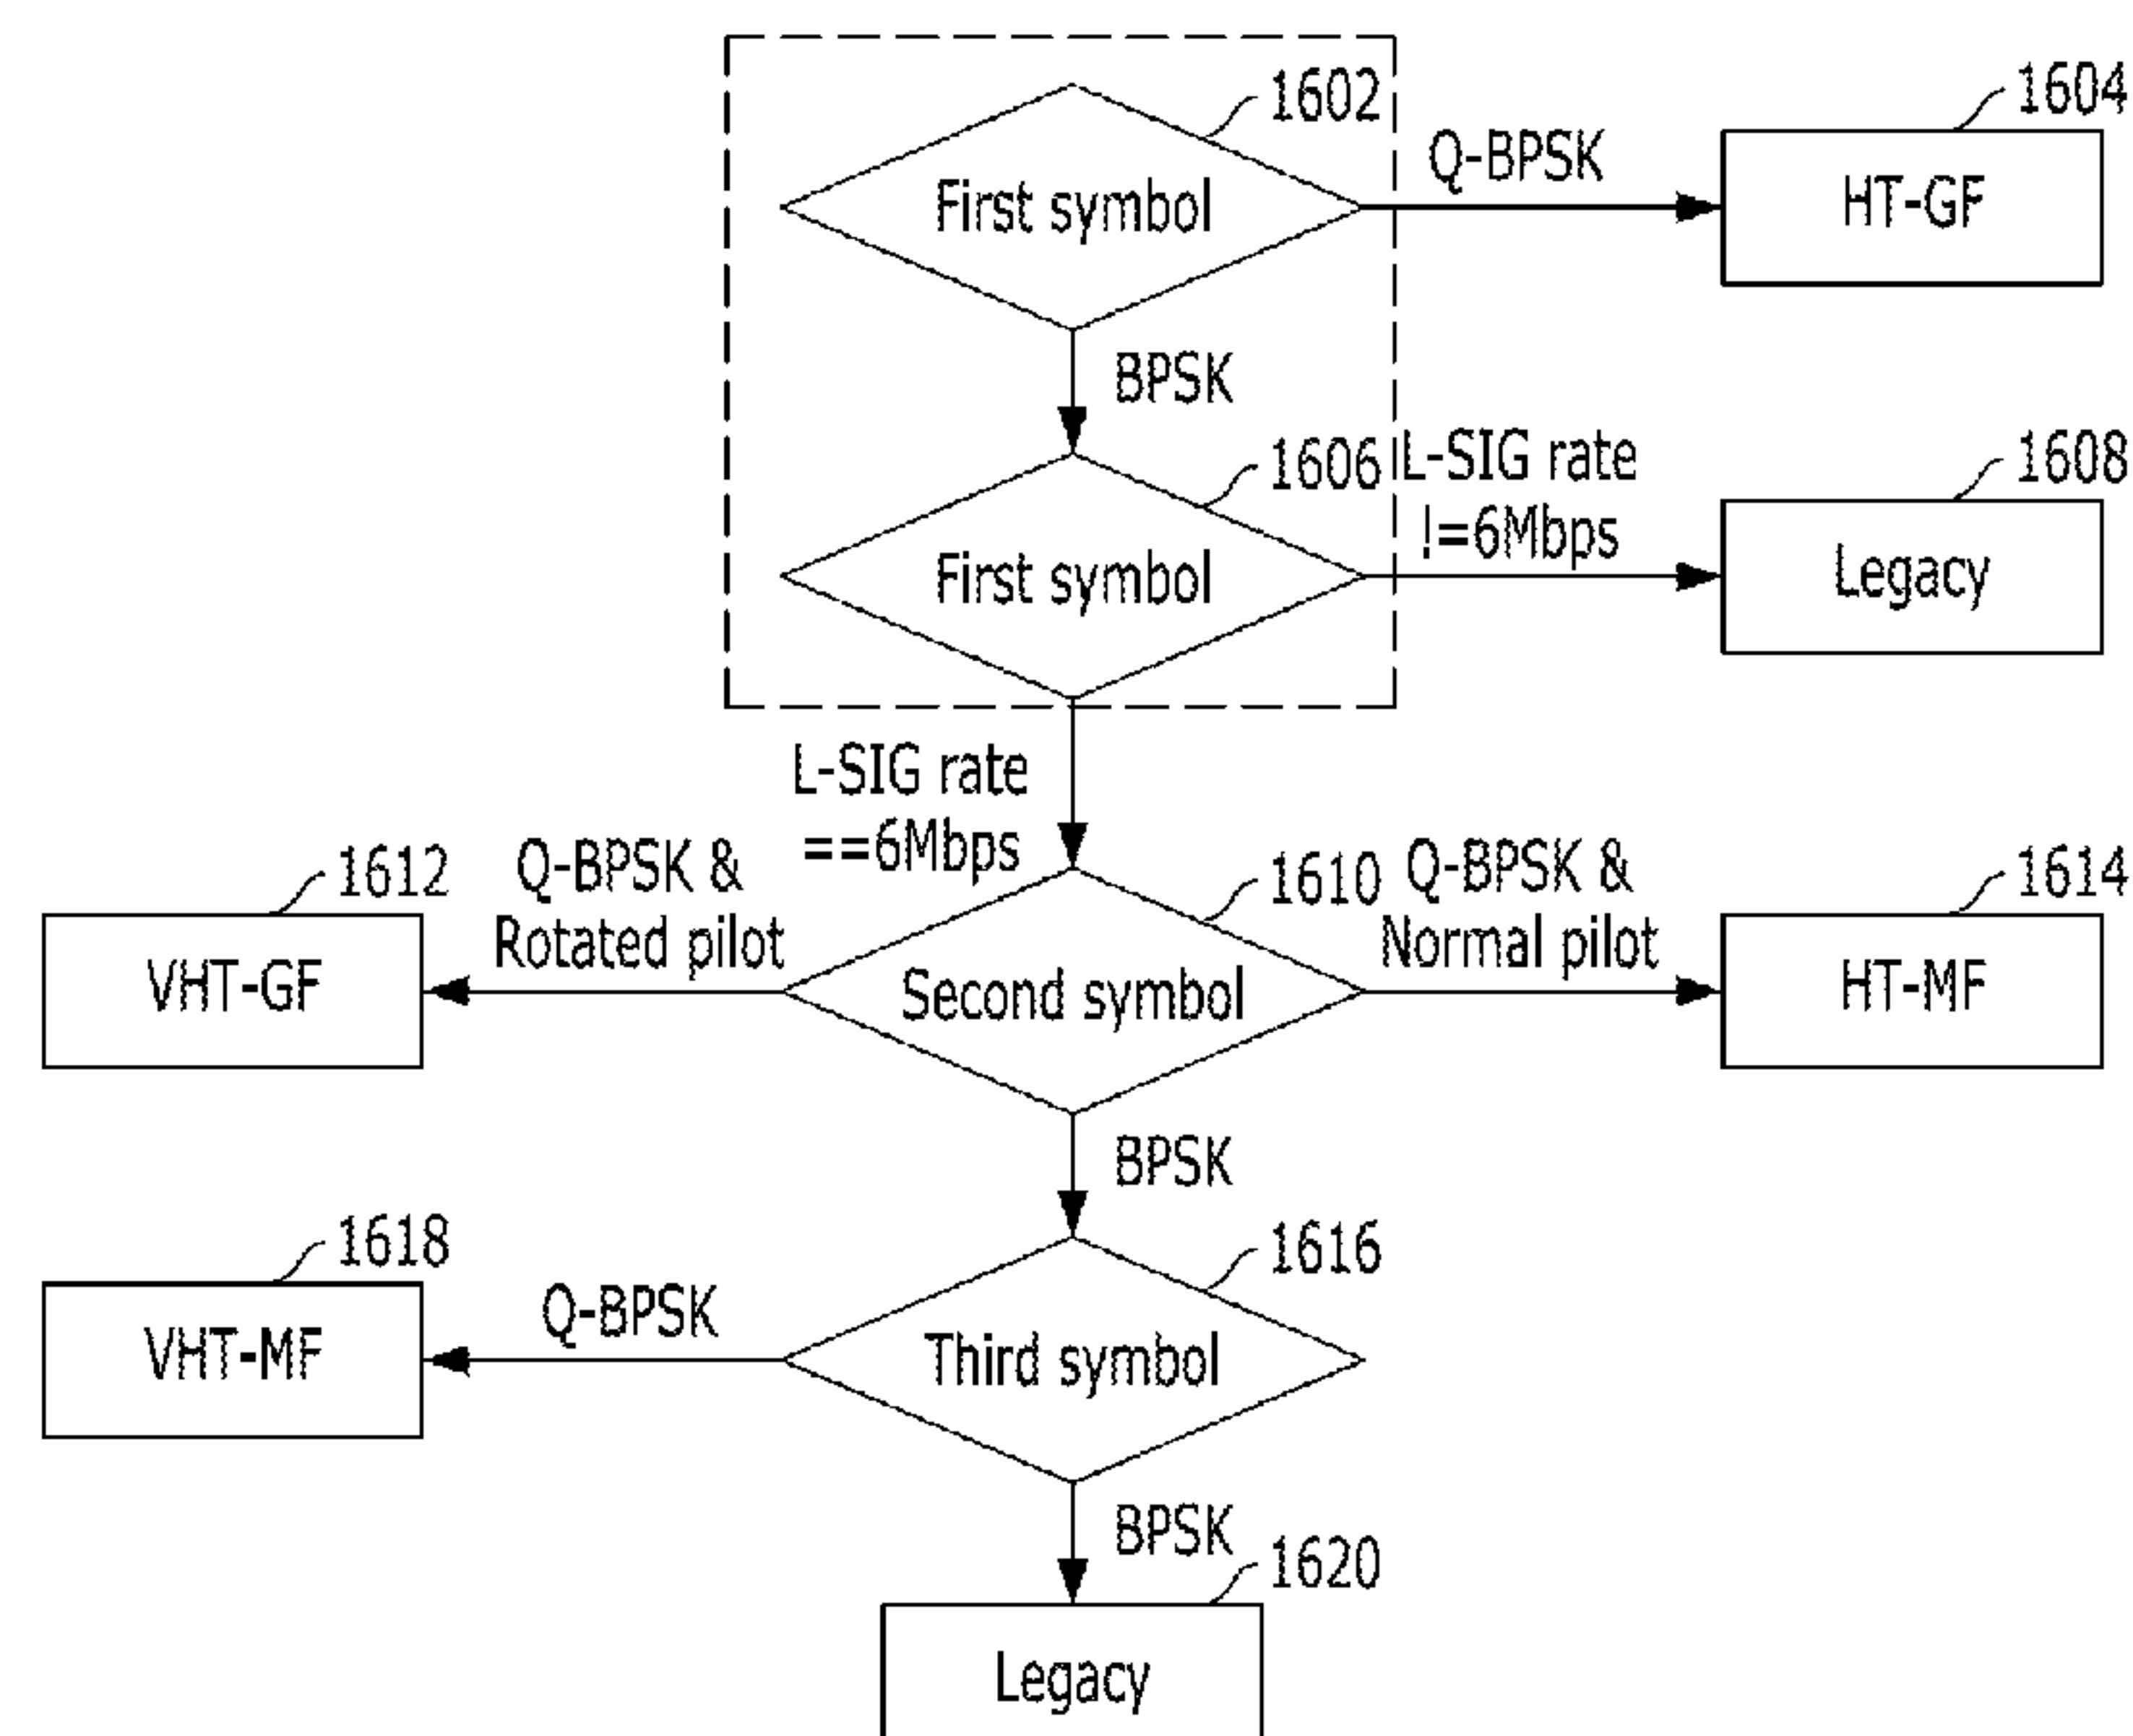 1602
1604
Q-BPSK
First symbol
HT-GF
BPSK
1606
L-SIG rate
!=6Mbps
1608
First symbol
Legacy
L-SIG rate
==6Mbps
1612
Q-BPSK &
Rotated pilot
1610
Q-BPSK &
Normal pilot
1614
VHT-GF
Second symbol
HT-MF
BPSK
1618
1616
Q-BPSK
VHT-MF
Third symbol
BPSK
1620
Legacy